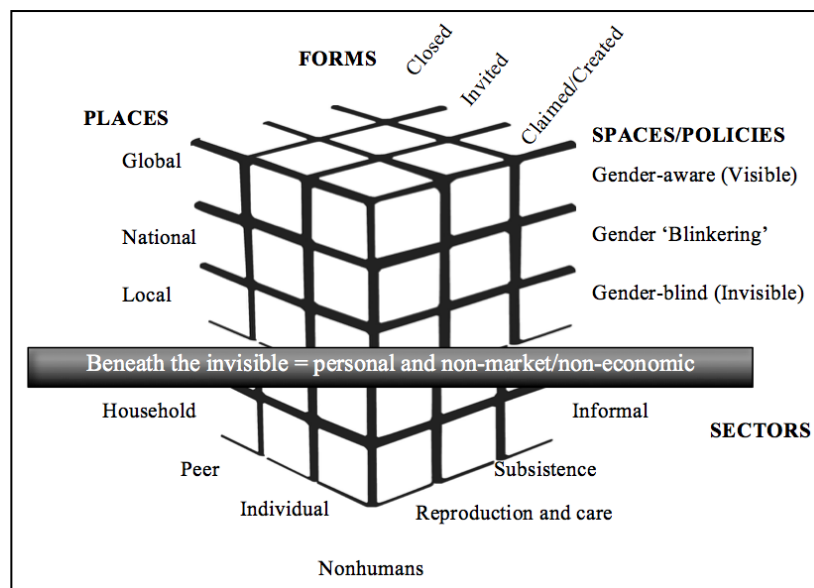 FORMS
Closed
Invited
Claimed/Created
PLACES
SPACES/POLICIES
Global
Gender-aware (Visible)
National
Gender ‘Blinkering’
Local
Gender-blind (Invisible)
Beneath the invisible = personal and non-market/non-economic
Household
Informal
SECTORS
Peer
Subsistence
Individual
Reproduction and care
Nonhumans